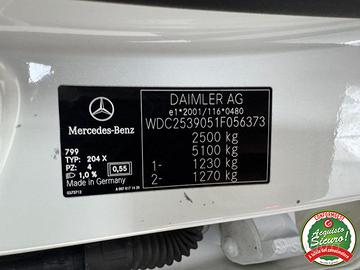 Mercedes-Benz
799
TYP: 204 X
PZ: 4
1,0 % 0,55
Made in Germany
DAIMLER AG
e1*2001/116*0480
WDC2539051F056373
2500 kg
5100 kg
1- 1230 kg
2- 1270 kg
Acquisto
Sicuro!